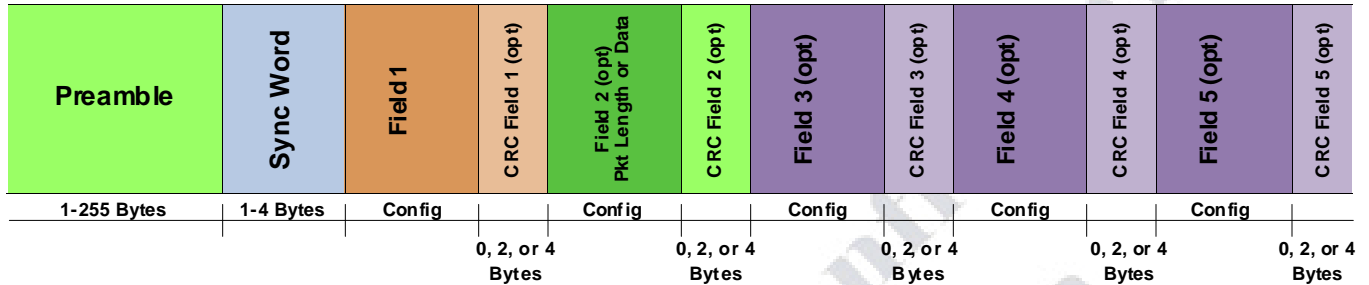 Preamble
Sync Word
Field 1
CRC Field 1 (opt)
Field 2 (opt)
Pkt Length or Data
CRC Field 2 (opt)
Field 3 (opt)
CRC Field 3 (opt)
Field 4 (opt)
CRC Field 4 (opt)
Field 5 (opt)
CRC Field 5 (opt)
1-255 Bytes
1-4 Bytes
Config
Config
Config
Config
Config
0, 2, or 4
Bytes
0, 2, or 4
Bytes
0, 2, or 4
Bytes
0, 2, or 4
Bytes
0, 2, or 4
Bytes